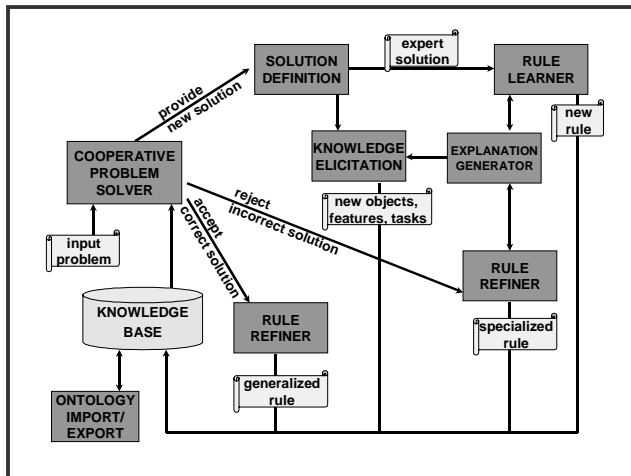 SOLUTION
DEFINITION
expert
solution
RULE
LEARNER
provide
new solution
new
rule
COOPERATIVE
PROBLEM
SOLVER
KNOWLEDGE
ELICITATION
EXPLANATION
GENERATOR
reject
incorrect solution
new objects,
features, tasks
accept
correct solution
input
problem
RULE
REFINER
KNOWLEDGE
BASE
RULE
REFINER
specialized
rule
generalized
rule
ONTOLOGY
IMPORT/
EXPORT